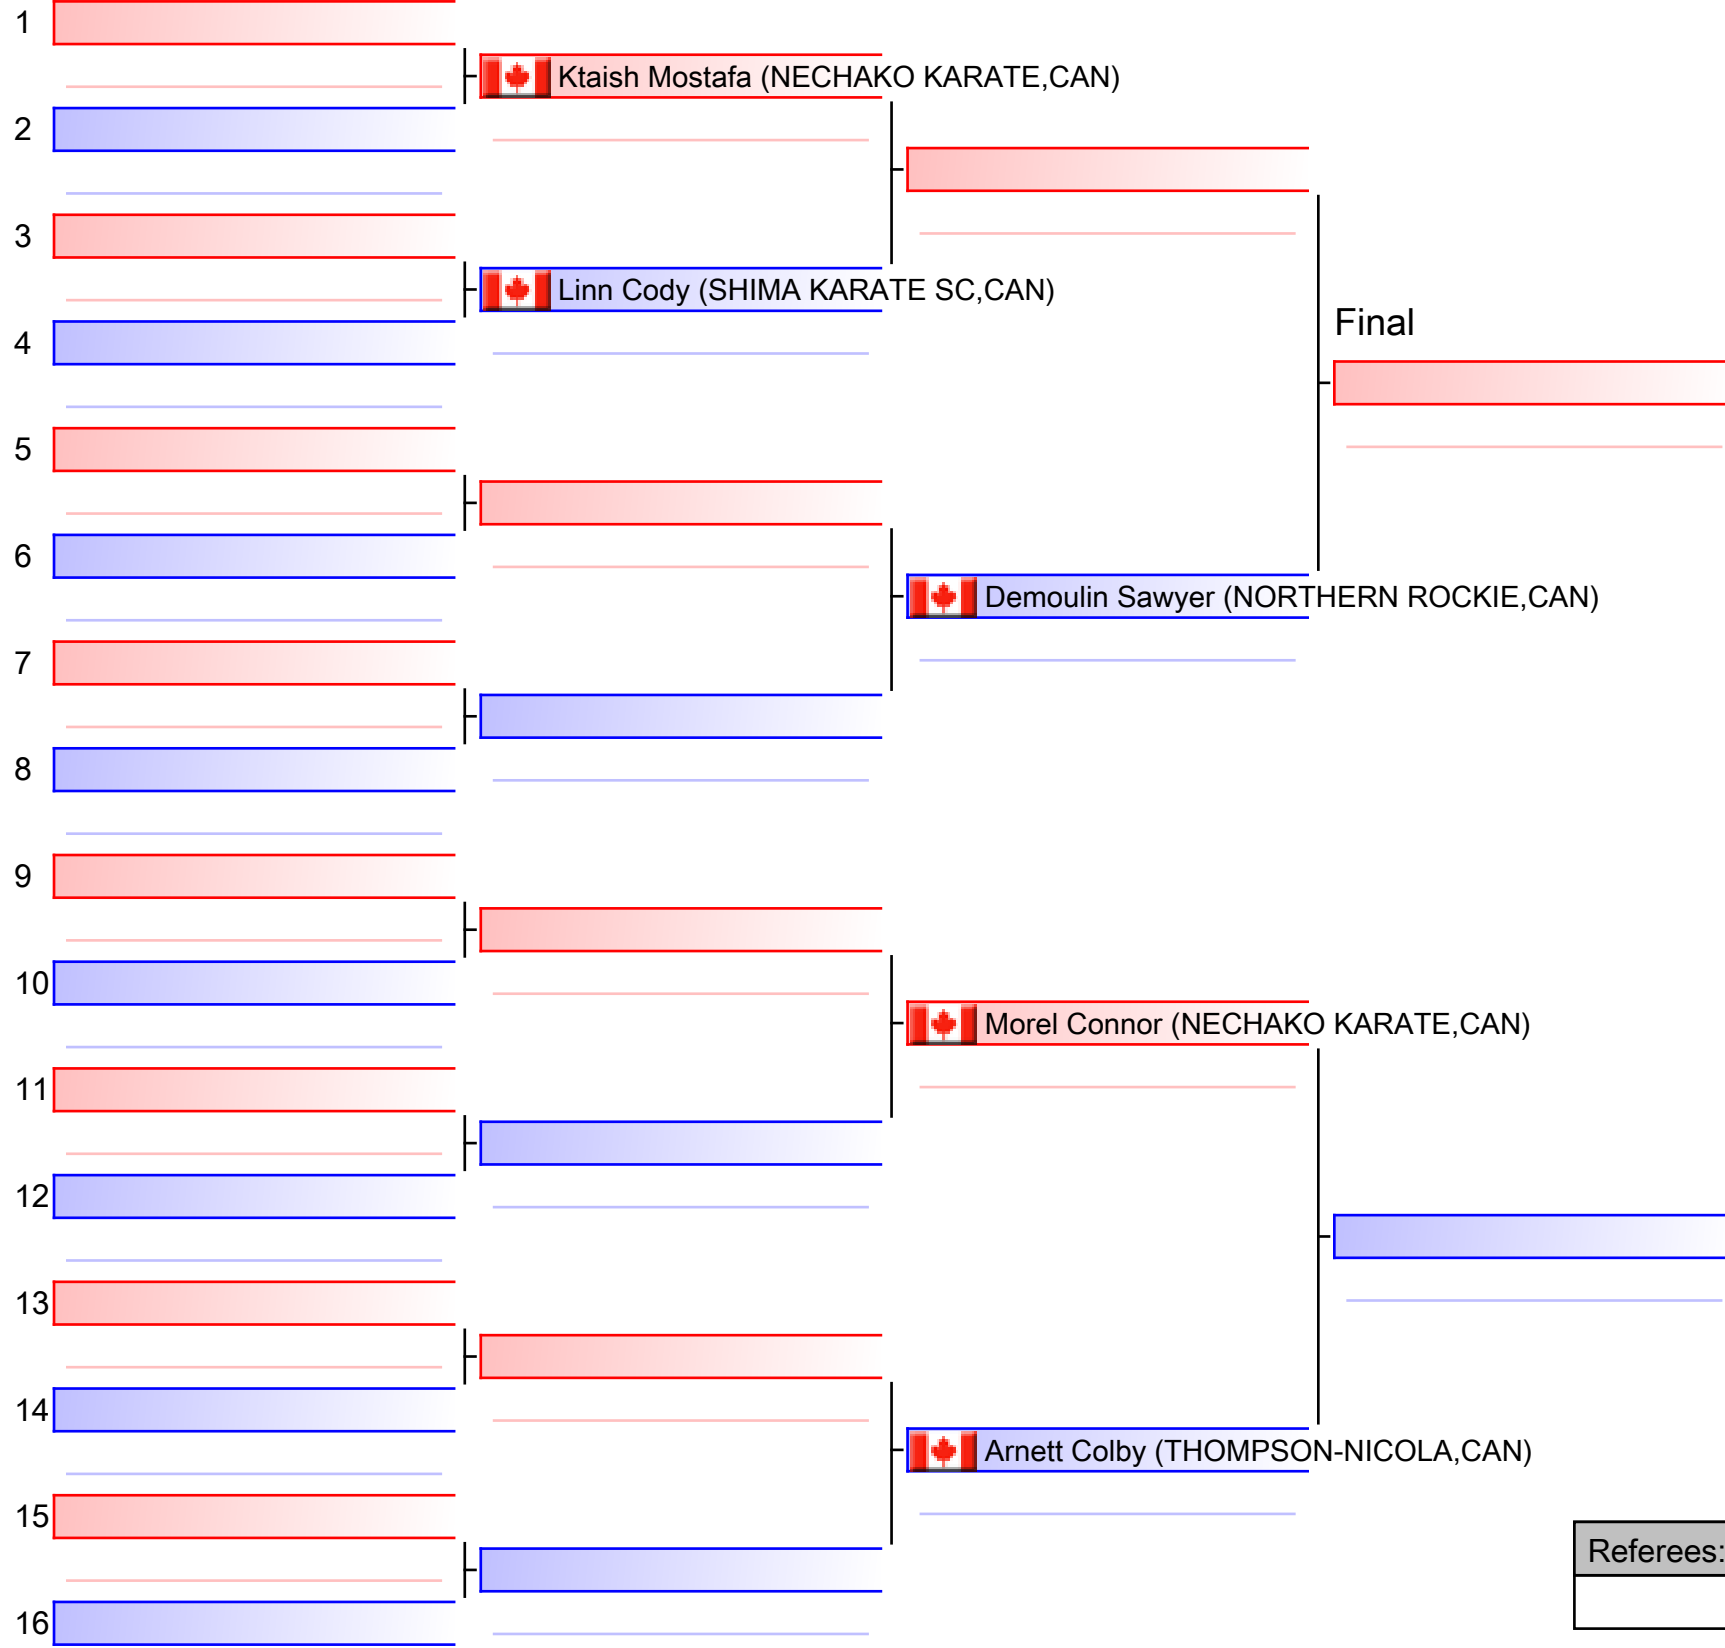 1
Ktaish Mostafa (NECHAKO KARATE,CAN)
2
3
Linn Cody (SHIMA KARATE SC,CAN)
4
Final
5
6
Demoulin Sawyer (NORTHERN ROCKIE,CAN)
7
8
9
10
Morel Connor (NECHAKO KARATE,CAN)
11
12
13
14
Arnett Colby (THOMPSON-NICOLA,CAN)
15
Referees:
16